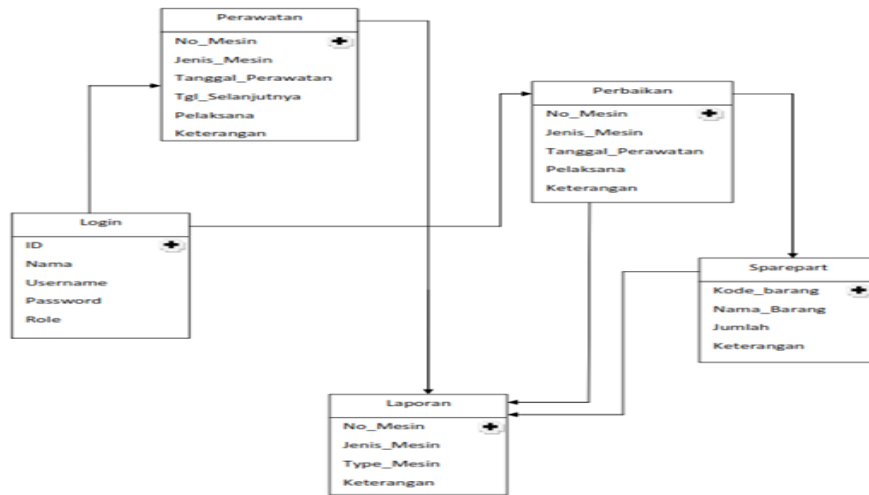 Perawatan
No_Mesin
Jenis_Mesin
Tanggal_Perawatan
Tgl_Selanjutnya
Pelaksana
Keterangan
Perbaikan
No_Mesin
Jenis_Mesin
Tanggal_Perawatan
Pelaksana
Keterangan
Login
ID
Nama
Username
Password
Role
Sparepart
Kode_barang
Nama_Barang
Jumlah
Keterangan
Laporan
No_Mesin
Jenis_Mesin
Type_Mesin
Keterangan